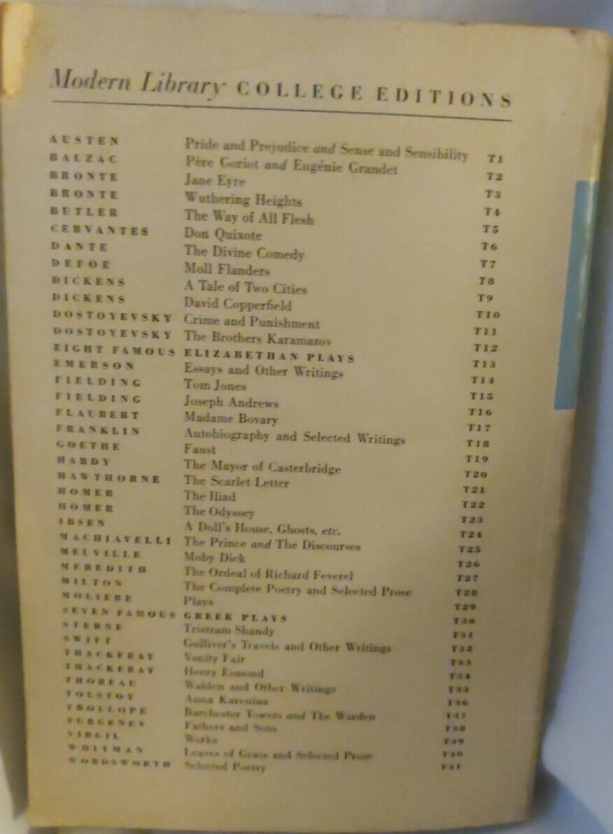 Modern Library COLLEGE EDITIONS
AUSTEN Pride and Prejudice and Sense and Sensibility T1
BALZAC Père Goriot and Eugénie Grandet T2
BRONTE Jane Eyre T3
BRONTE Wuthering Heights T4
BUTLER The Way of All Flesh T5
CERVANTES Don Quixote T6
DANTE The Divine Comedy T7
DEFOE Moll Flanders T8
DICKENS A Tale of Two Cities T9
DICKENS David Copperfield T10
DOSTOYEVSKY Crime and Punishment T11
DOSTOYEVSKY The Brothers Karamazov T12
EIGHT FAMOUS ELIZABETHAN PLAYS T13
EMERSON Essays and Other Writings T14
FIELDING Tom Jones T15
FIELDING Joseph Andrews T16
FLAUBERT Madame Bovary T17
FRANKLIN Autobiography and Selected Writings T18
GOETHE Faust T19
HARDY The Mayor of Casterbridge T20
HAWTHORNE The Scarlet Letter T21
HOMER The Iliad T22
HOMER The Odyssey T23
IBSEN A Doll's House, Ghosts, etc. T24
MACHIAVELLI The Prince and The Discourses T25
MELVILLE Moby Dick T26
MEREDITH The Ordeal of Richard Feverel T27
MILTON The Complete Poetry and Selected Prose T28
MOLIERE Plays T29
SEVEN FAMOUS GREEK PLAYS T30
STERNE Tristram Shandy T31
SWIFT Gulliver's Travels and Other Writings T32
THACKERAY Vanity Fair T33
THACKERAY Henry Esmond T34
THOREAU Walden and Other Writings T35
TOLSTOY Anna Karenina T36
TROLLOPE Barchester Towers and The Warden T37
TURGENEV Fathers and Sons T38
VIRGIL Works T39
WHITMAN Leaves of Grass and Selected Prose T40
WORDSWORTH Selected Poetry T41